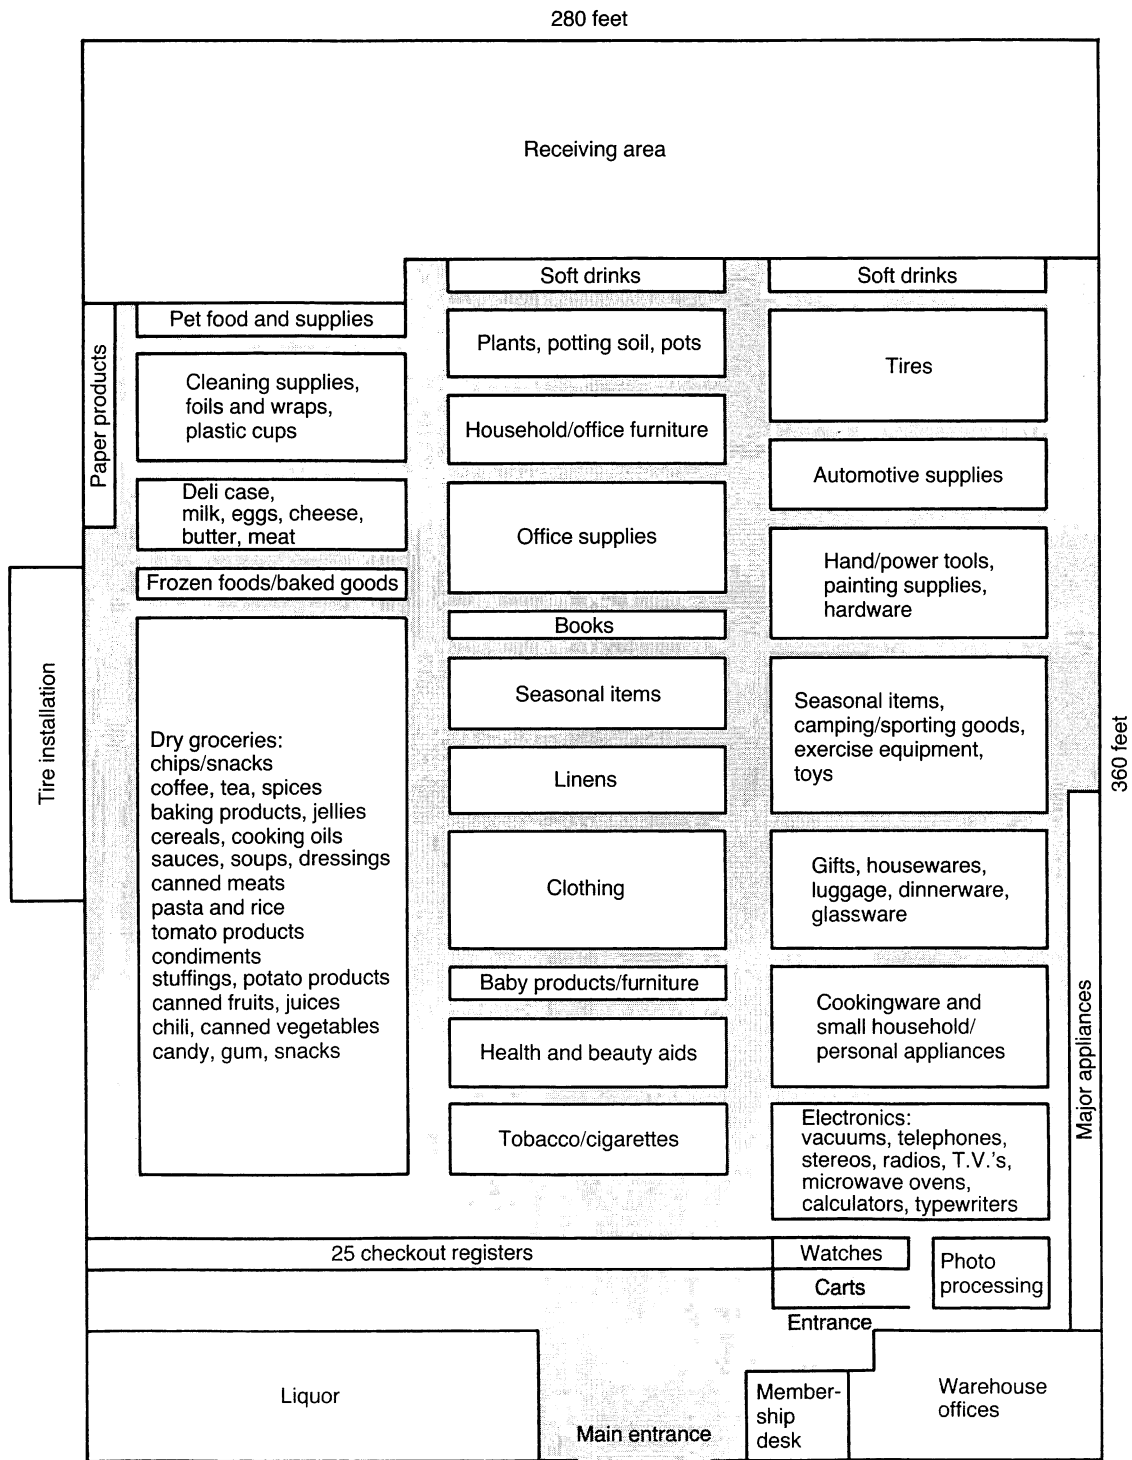 280 feet
Receiving area
Soft drinks
Soft drinks
Pet food and supplies
Plants, potting soil, pots
Tires
Paper products
Cleaning supplies,
foils and wraps,
plastic cups
Household/office furniture
Automotive supplies
Deli case,
milk, eggs, cheese,
butter, meat
Office supplies
Hand/power tools,
painting supplies,
hardware
Frozen foods/baked goods
Books
Tire installation
Dry groceries:
chips/snacks
coffee, tea, spices
baking products, jellies
cereals, cooking oils
sauces, soups, dressings
canned meats
pasta and rice
tomato products
condiments
stuffings, potato products
canned fruits, juices
chili, canned vegetables
candy, gum, snacks
Seasonal items
Seasonal items,
camping/sporting goods,
exercise equipment,
toys
360 feet
Linens
Clothing
Gifts, housewares,
luggage, dinnerware,
glassware
Baby products/furniture
Cookingware and
small household/
personal appliances
Health and beauty aids
Major appliances
Tobacco/cigarettes
Electronics:
vacuums, telephones,
stereos, radios, T.V.'s,
microwave ovens,
calculators, typewriters
25 checkout registers
Watches
Photo
processing
Carts
Entrance
Liquor
Main entrance
Member-
ship
desk
Warehouse
offices